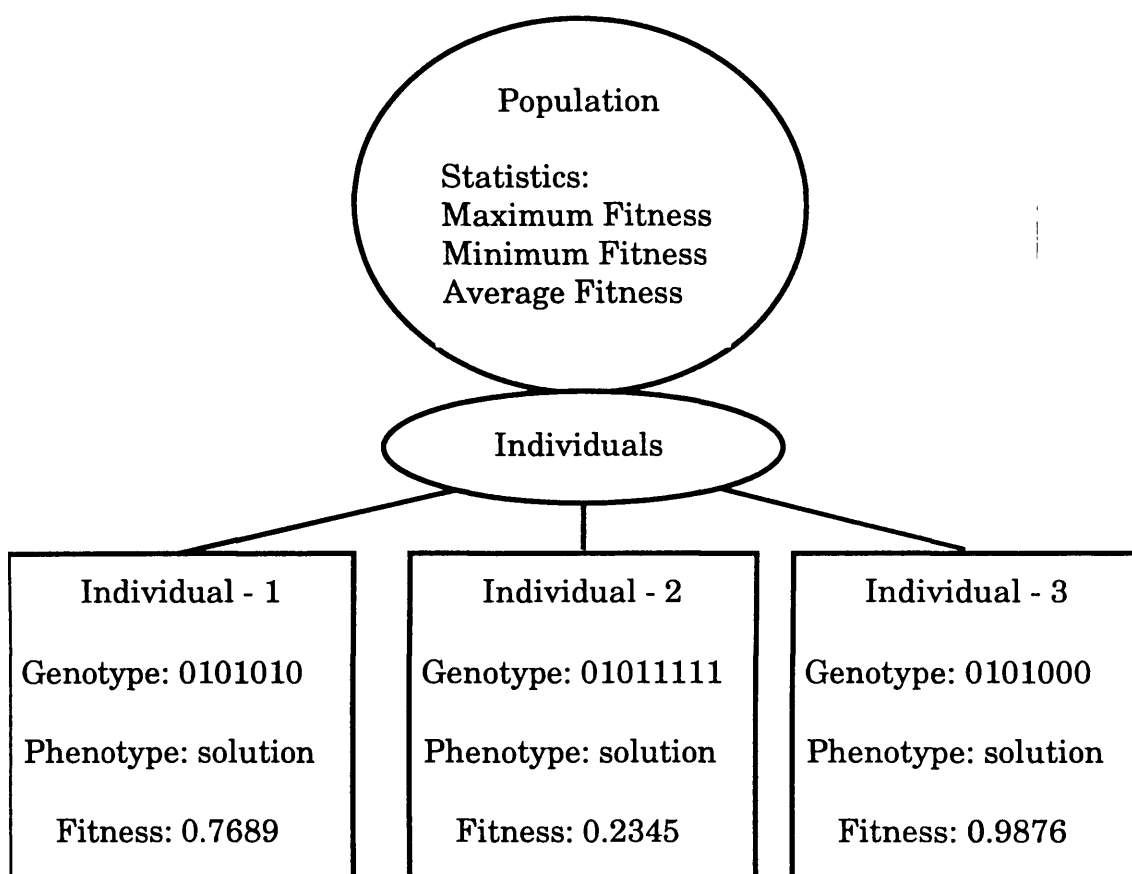 Population
Statistics:
Maximum Fitness
Minimum Fitness
Average Fitness
Individuals
Individual - 1
Genotype: 0101010
Phenotype: solution
Fitness: 0.7689
Individual - 2
Genotype: 01011111
Phenotype: solution
Fitness: 0.2345
Individual - 3
Genotype: 0101000
Phenotype: solution
Fitness: 0.9876